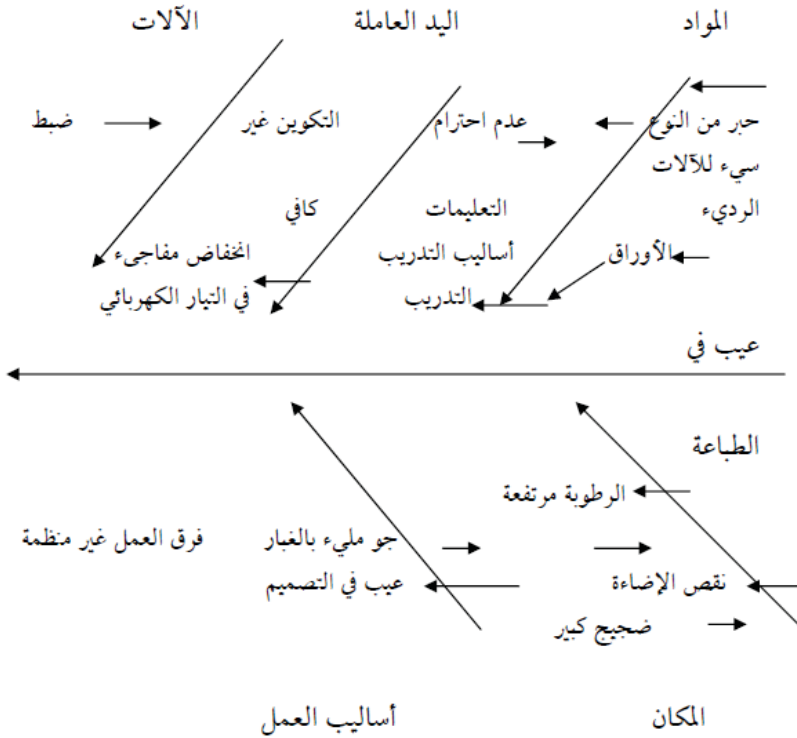 المواد اليد العاملة الآلات
حبر من النوع عدم احترام التكوين غير ضبط
سيء للآلات
الرديء التعليمات كافي
الأوراق أساليب التدريب انخفاض مفاجىء
التدريب في التيار الكهربائي
عيب في
الطباعة
الرطوبة مرتفعة
جو مليء بالغبار فرق العمل غير منظمة
نقص الإضاءة عيب في التصميم
ضجيج كبير
المكان أساليب العمل